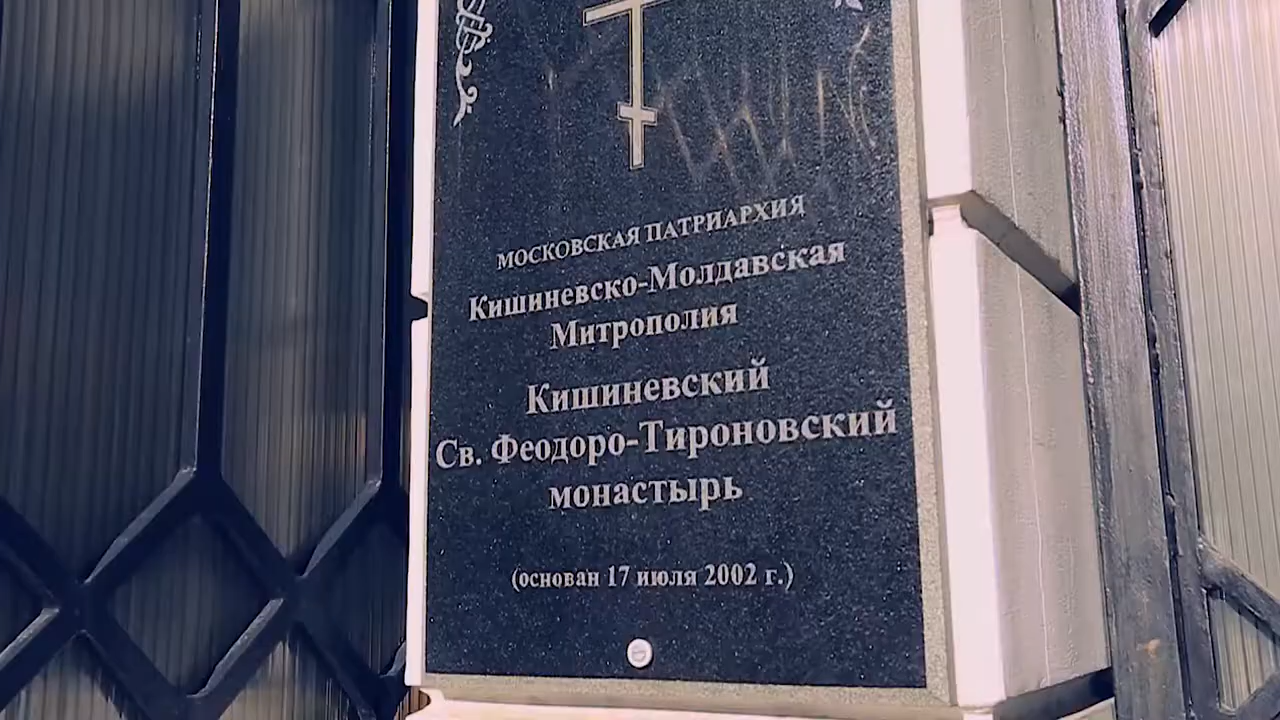 МОСКОВСКАЯ ПАТРИАРХИЯ
Кишиневско-Молдавская
Митрополия
Кишиневский
Св. Феодоро-Тироновский
монастырь
(основан 17 июля 2002 г.)